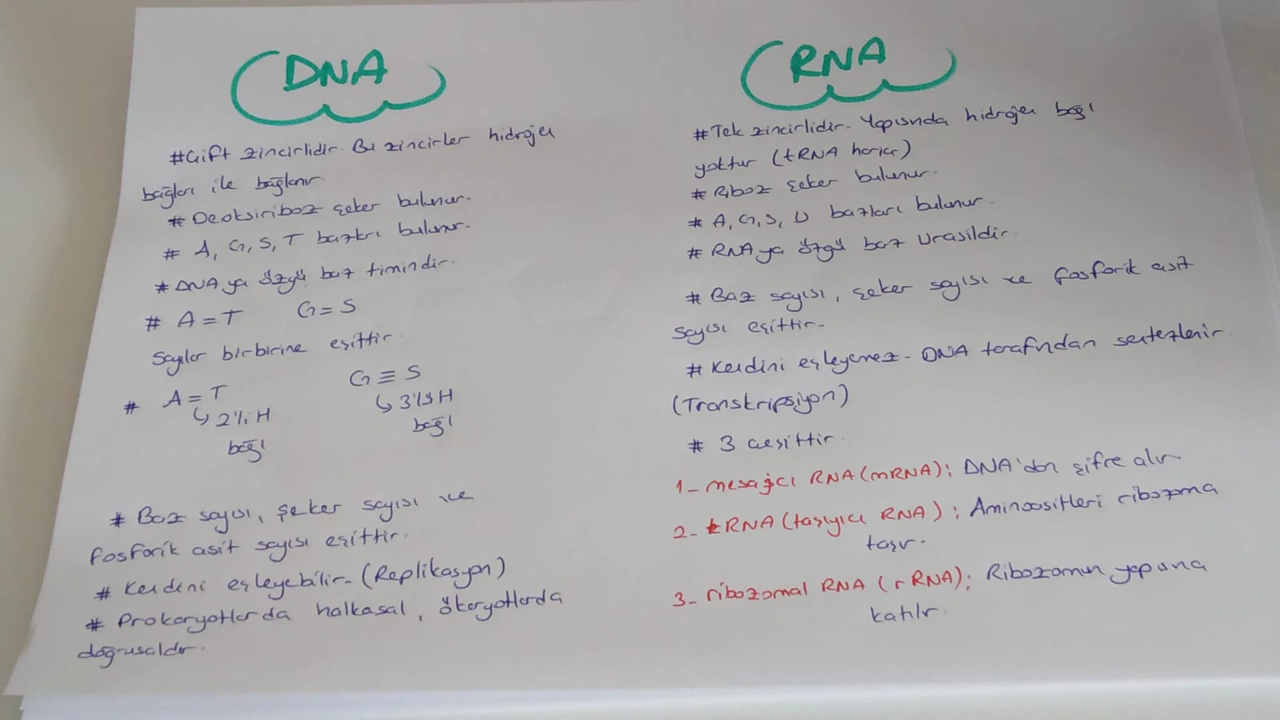 DNA
#Çift zincirlidir. Bu zincirler hidrojen
bağları ile bağlanır.
# Deoksiriboz şeker bulunur.
# A, G, S, T bazları bulunur.
# DNA ya özgü baz timindir.
# A = T G = S
Sayılar birbirine eşittir.
# A = T G ≡ S
↳ 2'li H ↳ 3'lü H
bağı bağı
# Baz sayısı, şeker sayısı ve
fosforik asit sayısı eşittir.
# Kendini eşleyebilir. (Replikasyon)
# Prokaryotlarda halkasal, ökaryotlarda
doğrusaldır.
RNA
#Tek zincirlidir. Yapısında hidrojen bağı
yoktur (tRNA hariç)
# Riboz şeker bulunur.
# A, G, S, U bazları bulunur.
# RNA ya özgü baz Urasildir.
# Baz sayısı, şeker sayısı ve fosforik asit
sayısı eşittir.
# Kendini eşleyemez. DNA tarafından sentezlenir.
(Transkripsiyon)
# 3 çeşittir.
1- mesajcı RNA (mRNA); DNA'dan şifre alır.
2- tRNA (taşıyıcı RNA); Aminoasitleri ribozoma
taşır.
3- ribozomal RNA (rRNA); Ribozomun yapısına
katılır.